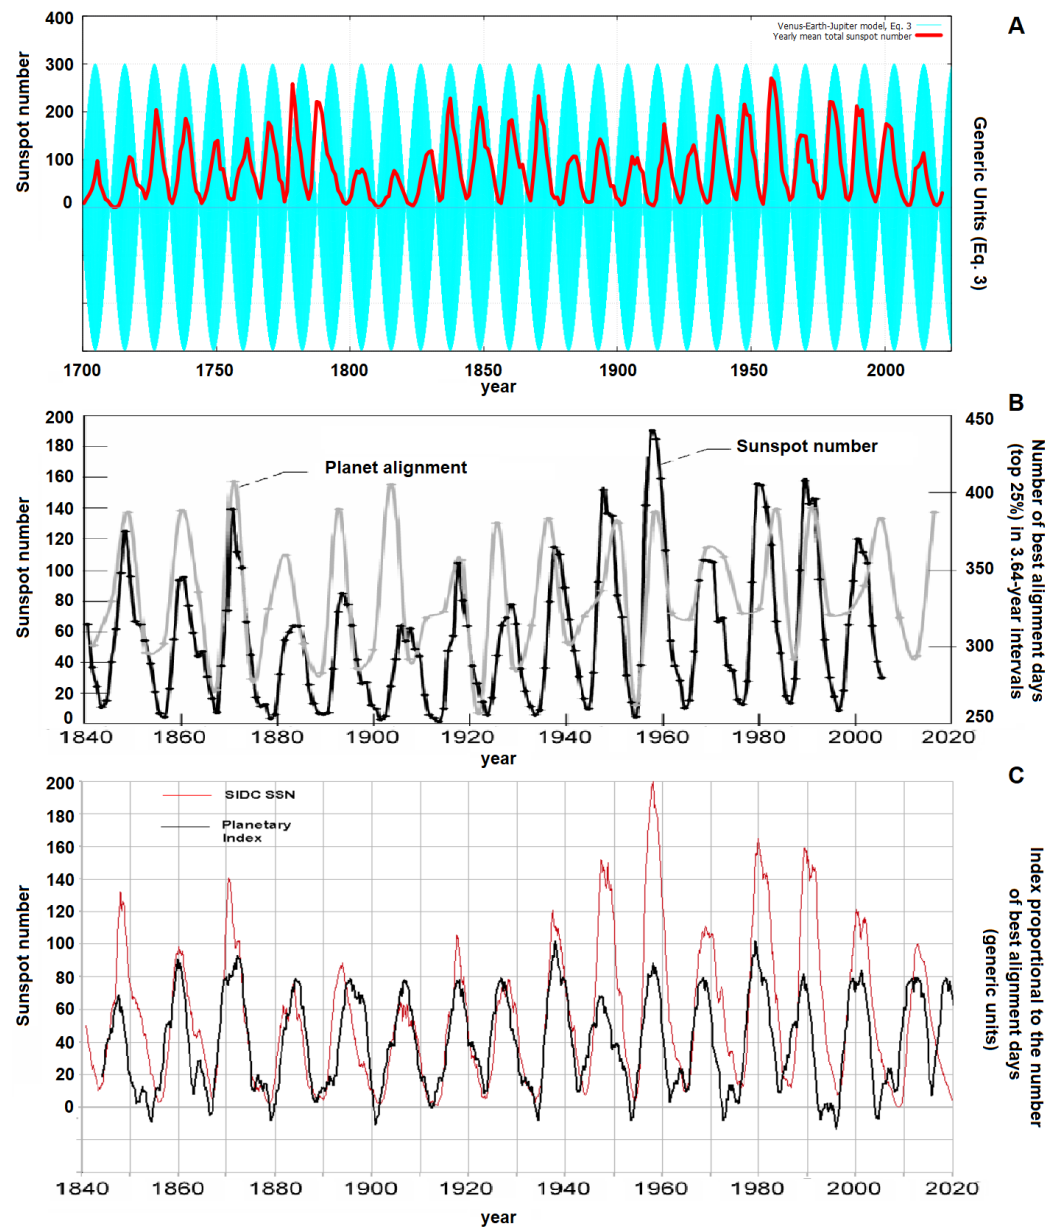 400
300
200
100
0
Sunspot number
Venus-Earth-Jupiter model, Eq. 3
Yearly mean total sunspot number
A
Generic Units (Eq. 3)
1700
1750
1800
1850
1900
1950
2000
year
B
200
180
160
140
120
100
80
60
40
20
0
Sunspot number
Planet alignment
Sunspot number
450
400
350
300
250
Number of best alignment days
(top 25%) in 3.64-year intervals
1840
1860
1880
1900
1920
1940
1960
1980
2000
2020
year
C
200
180
160
140
120
100
80
60
40
20
0
Sunspot number
SIDC SSN
Planetary
Index
Index proportional to the number
of best alignment days
(generic units)
1840
1860
1880
1900
1920
1940
1960
1980
2000
2020
year